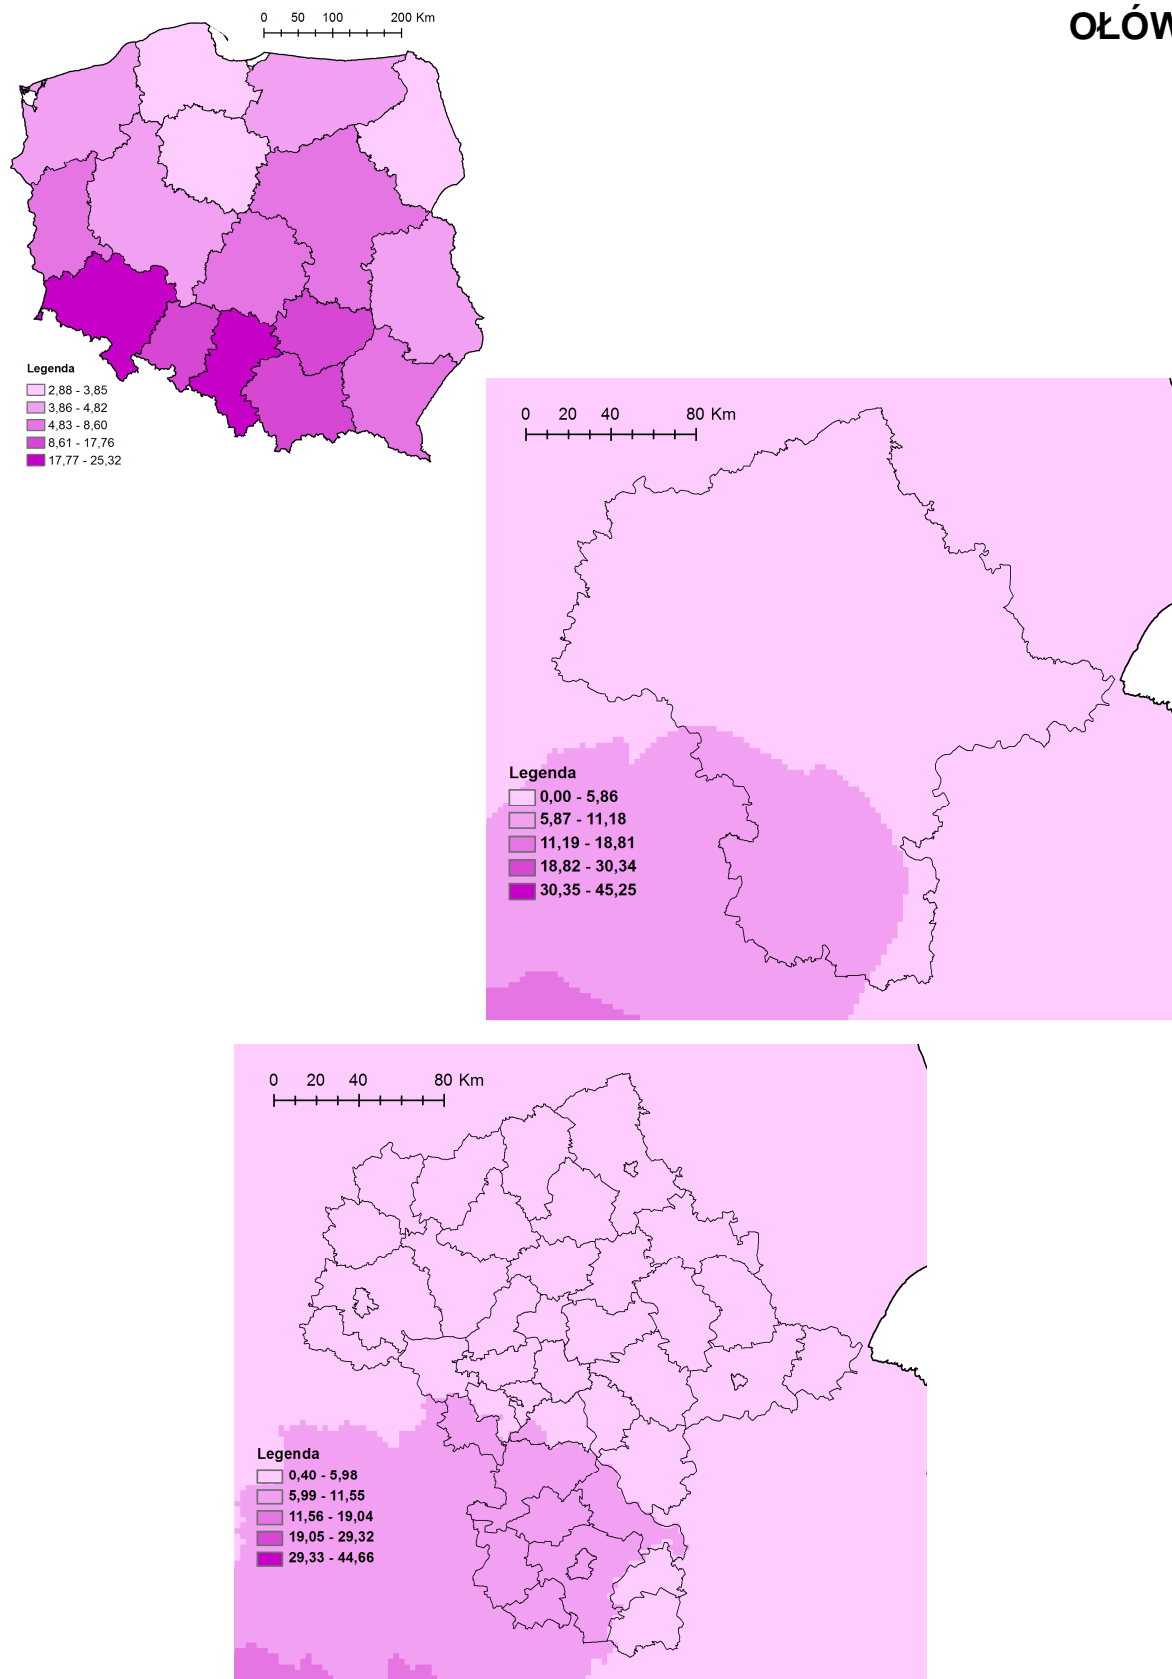 OŁÓW
0 50 100 200 Km
Legenda
2,88 - 3,85
3,86 - 4,82
4,83 - 8,60
8,61 - 17,76
17,77 - 25,32
0 20 40 80 Km
Legenda
0,00 - 5,86
5,87 - 11,18
11,19 - 18,81
18,82 - 30,34
30,35 - 45,25
0 20 40 80 Km
Legenda
0,40 - 5,98
5,99 - 11,55
11,56 - 19,04
19,05 - 29,32
29,33 - 44,66